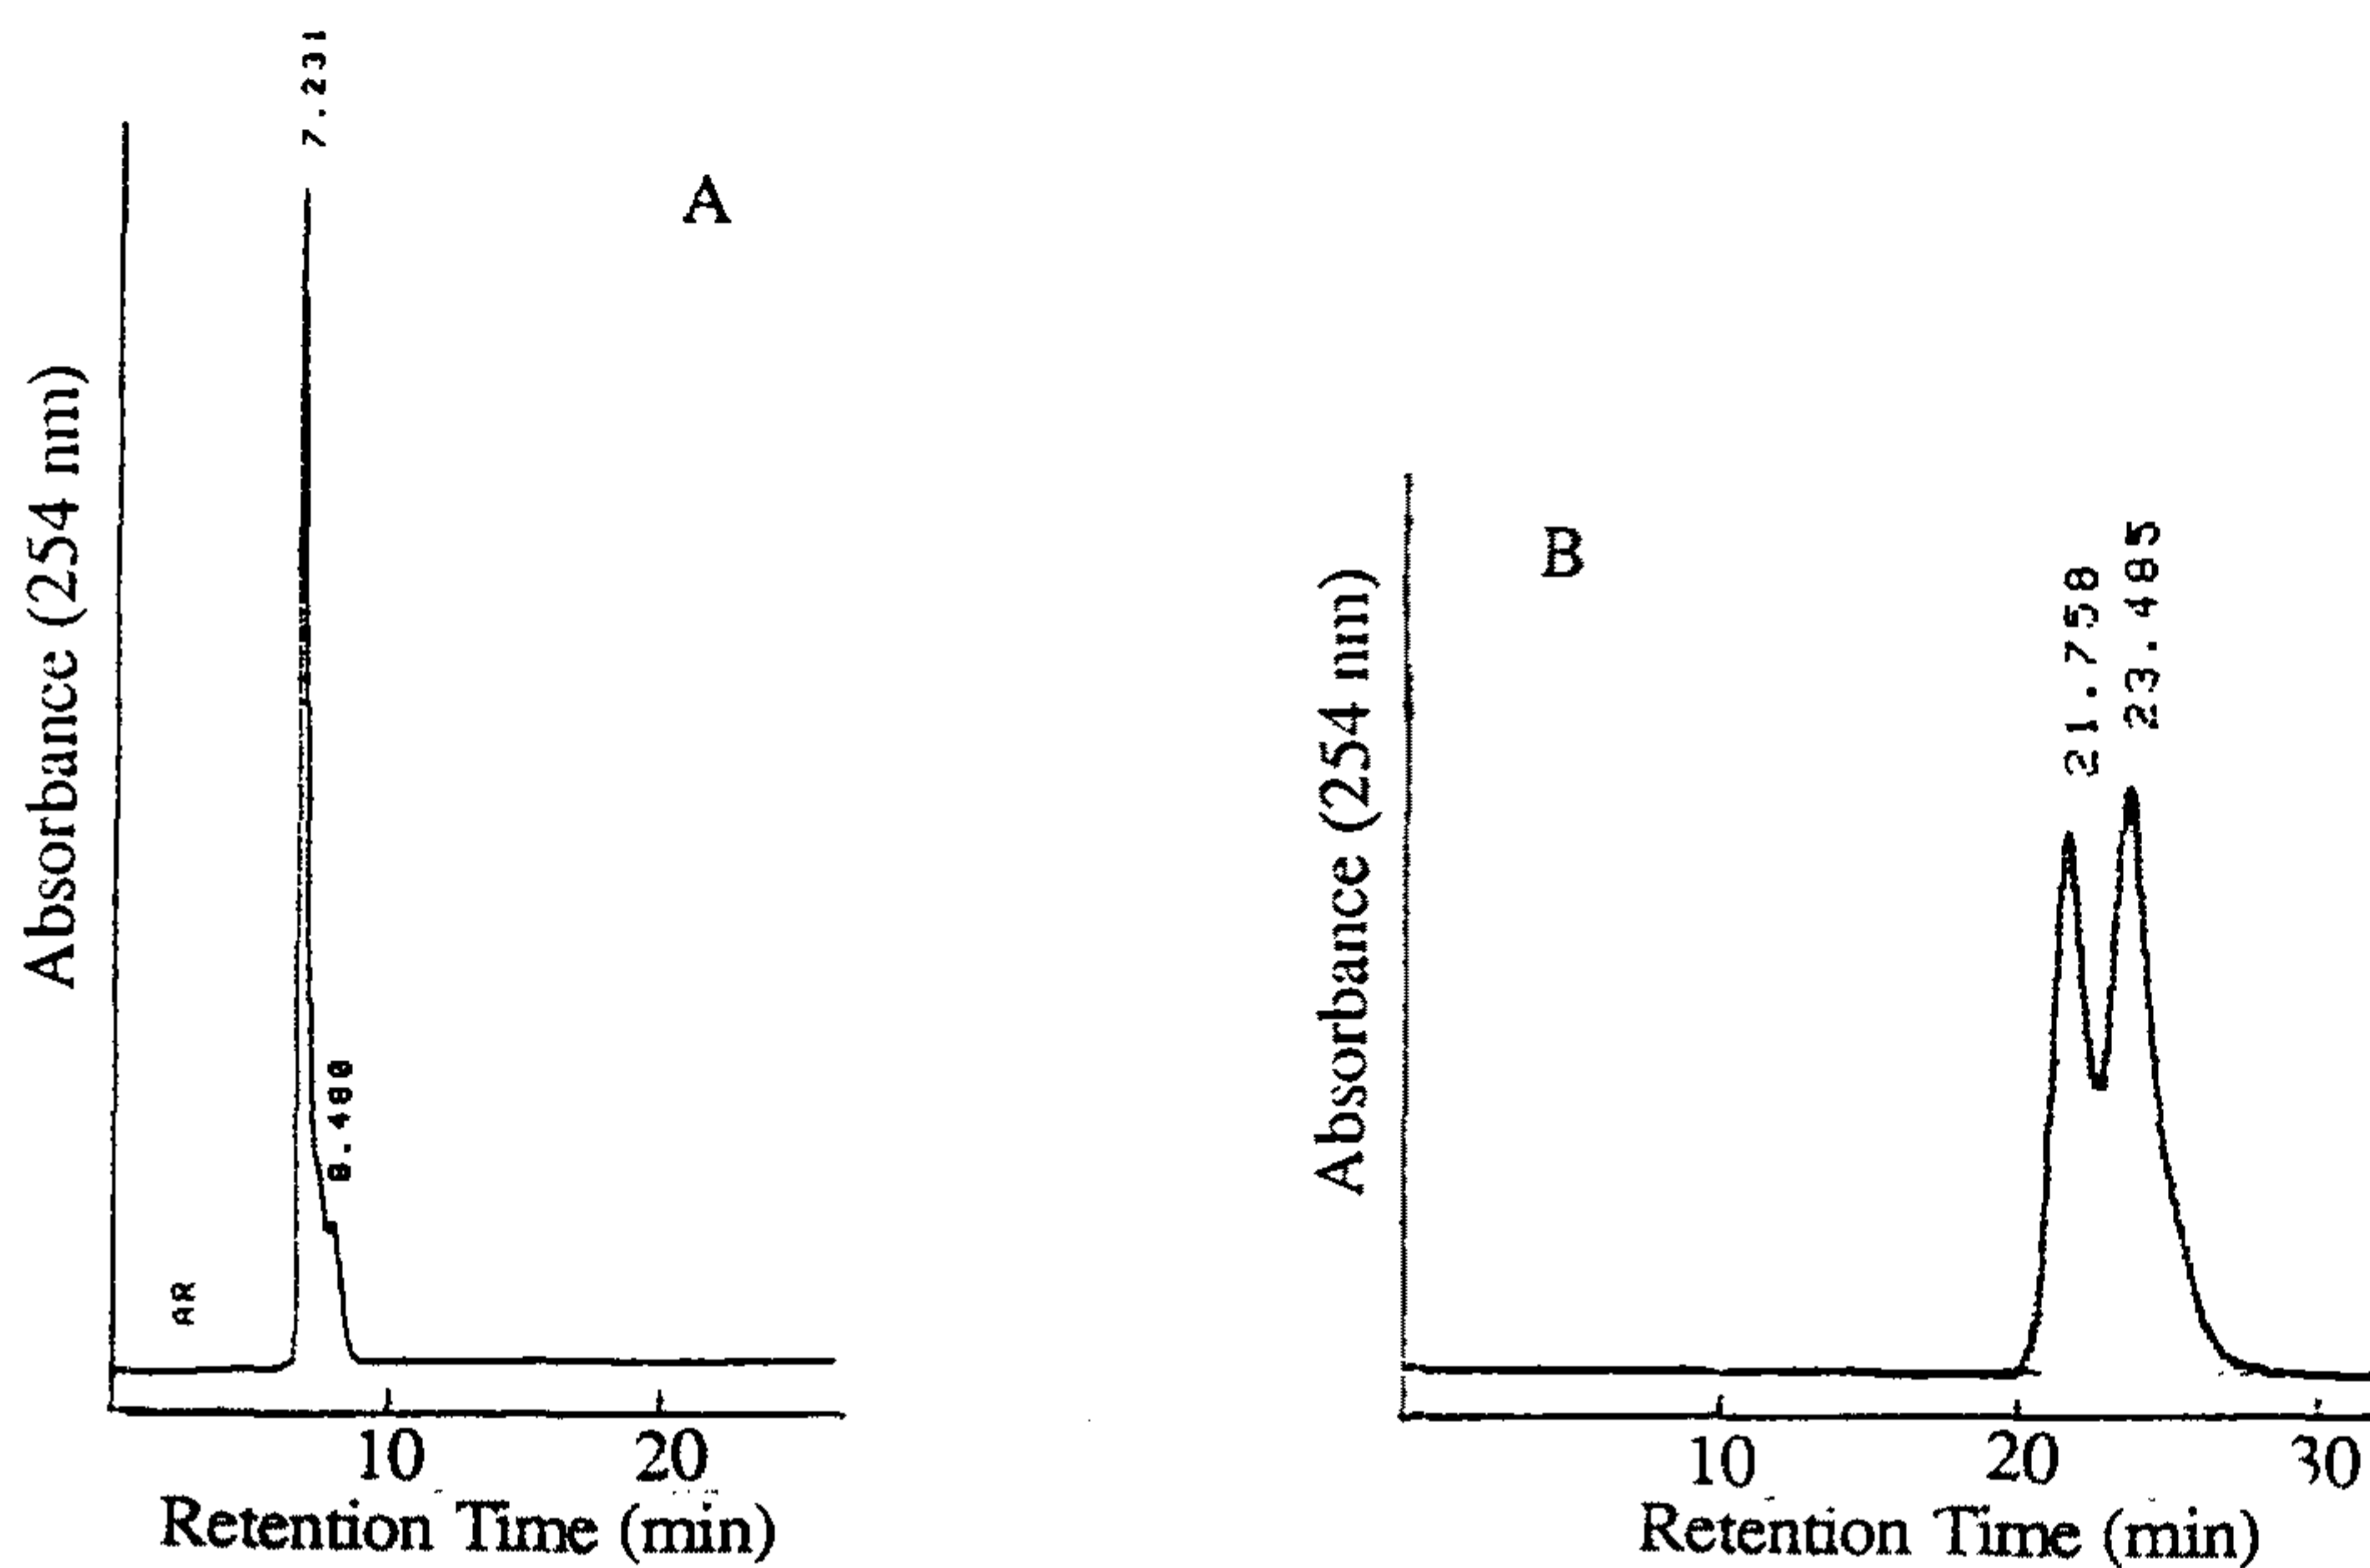 7.231
A
Absorbance (254 nm)
8.480
AR
10
20
Retention Time (min)
B
21.758
23.485
Absorbance (254 nm)
10
20
30
Retention Time (min)